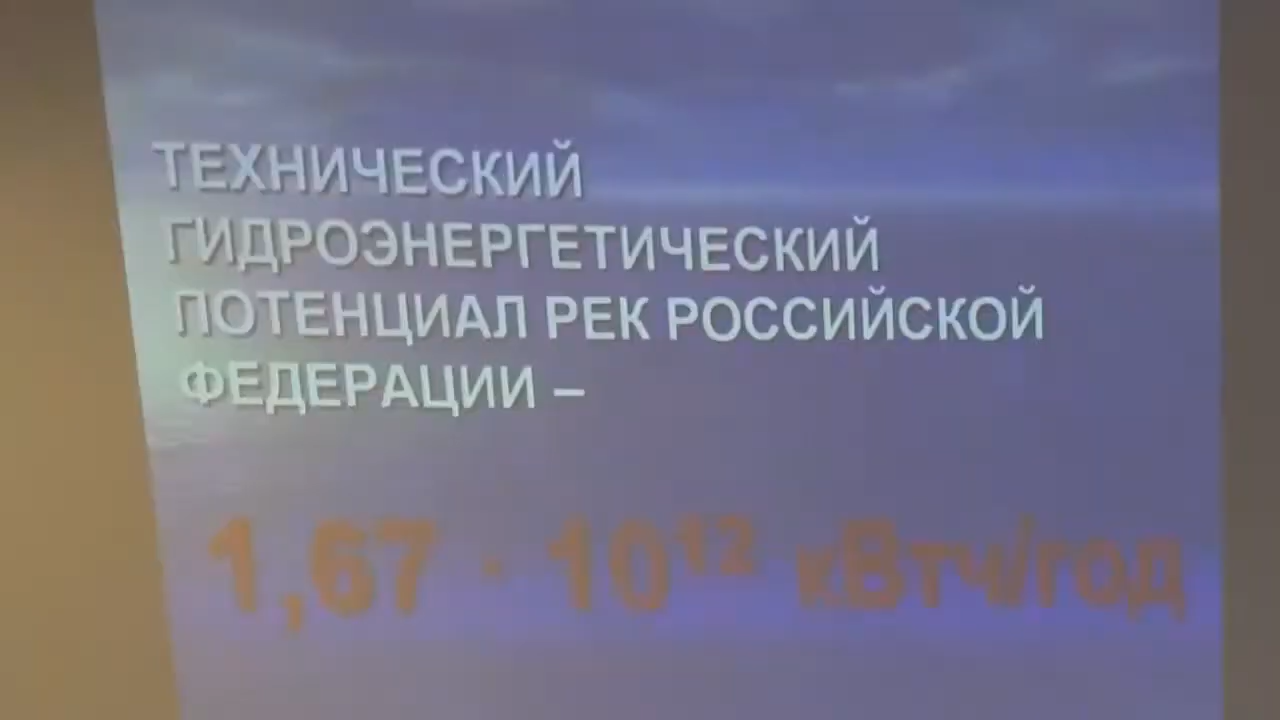 ТЕХНИЧЕСКИЙ
ГИДРОЭНЕРГЕТИЧЕСКИЙ
ПОТЕНЦИАЛ РЕК РОССИЙСКОЙ
ФЕДЕРАЦИИ –
1,67 · 10¹² кВтч/год